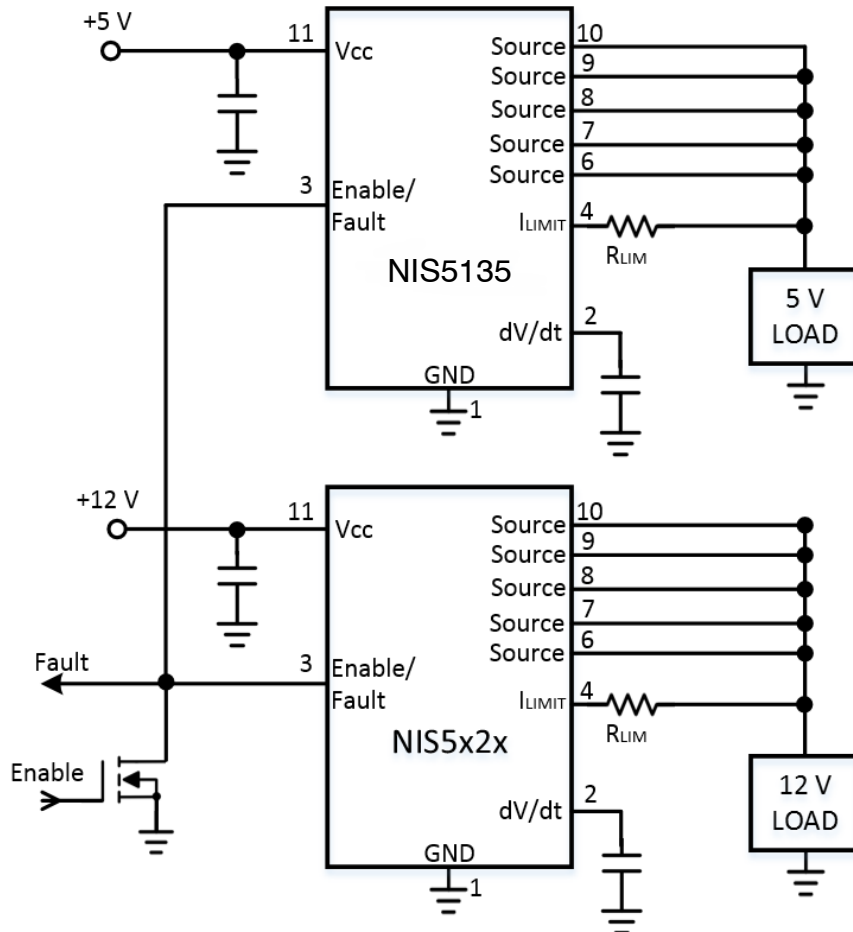 +5 V
11
Vcc
Source
10
Source
9
Source
8
Source
7
Source
6
3
Enable/
Fault
ILIMIT
4
RLIM
NIS5135
5 V
LOAD
dV/dt
2
GND
1
+12 V
11
Vcc
Source
10
Source
9
Source
8
Source
7
Source
6
Fault
3
Enable/
Fault
ILIMIT
4
RLIM
NIS5x2x
Enable
12 V
LOAD
dV/dt
2
GND
1